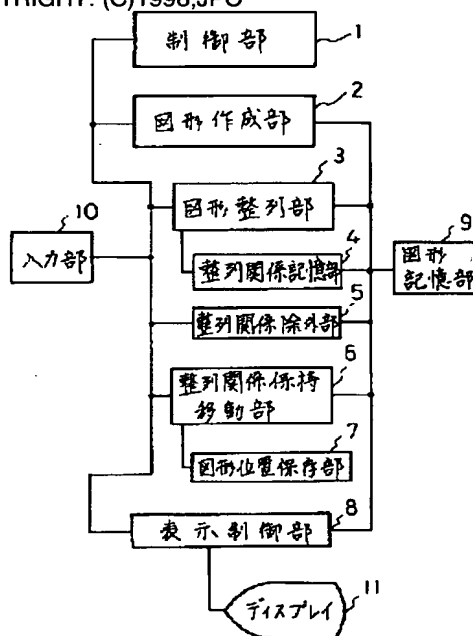 TRIGHT: (C)1998,JPO
制御部
1
図形作成部
2
図形整列部
3
入力部
10
整列関係記憶部
4
図形
記憶部
9
整列関係除外部
5
整列関係保持
移動部
6
図形位置保存部
7
表示制御部
8
ディスプレイ
11